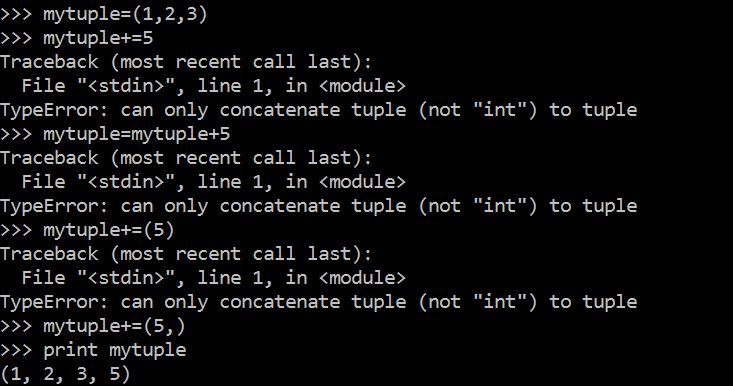 >>> mytuple=(1,2,3)
>>> mytuple+=5
Traceback (most recent call last):
  File "<stdin>", line 1, in <module>
TypeError: can only concatenate tuple (not "int") to tuple
>>> mytuple=mytuple+5
Traceback (most recent call last):
  File "<stdin>", line 1, in <module>
TypeError: can only concatenate tuple (not "int") to tuple
>>> mytuple+=(5)
Traceback (most recent call last):
  File "<stdin>", line 1, in <module>
TypeError: can only concatenate tuple (not "int") to tuple
>>> mytuple+=(5,)
>>> print mytuple
(1, 2, 3, 5)